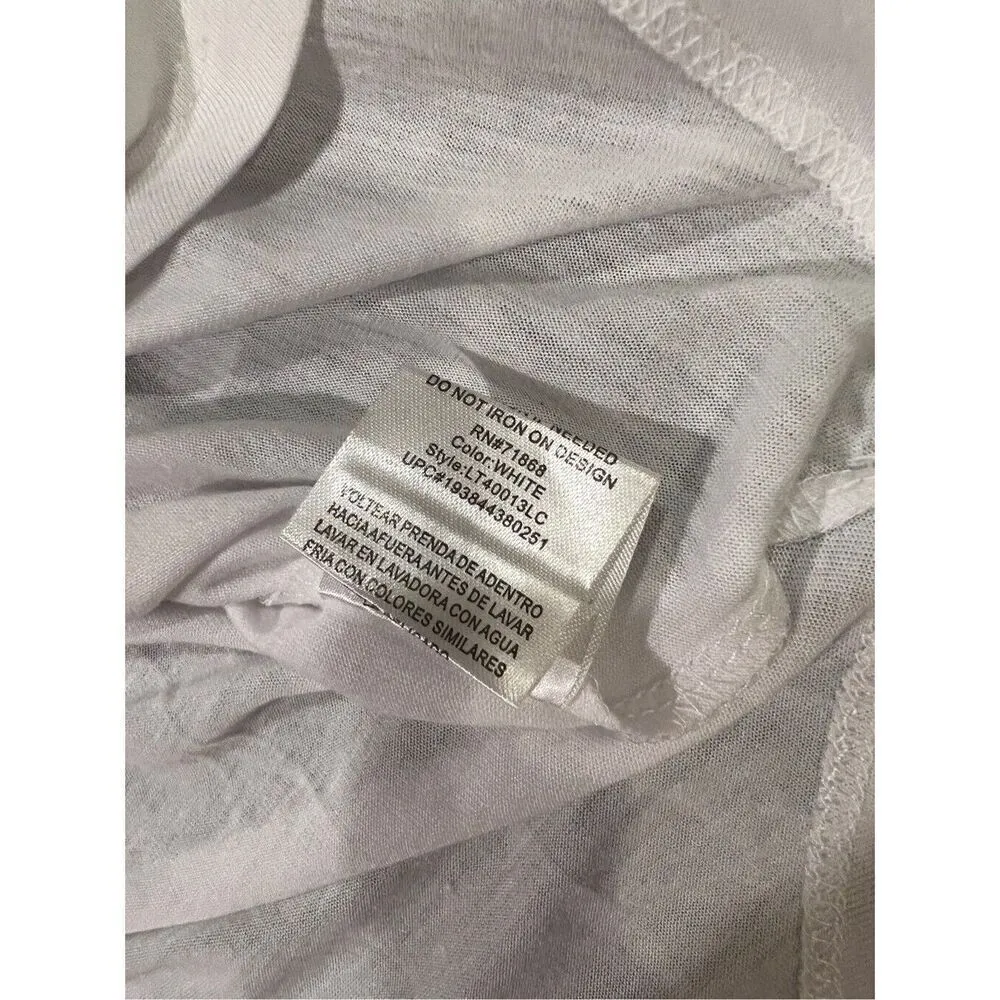 NEEDED
DO NOT IRON ON DESIGN
RN#71868
Color:WHITE
Style:LT40013LC
UPC#193844380251
VOLTEAR PRENDA DE ADENTRO
HACIA AFUERA ANTES DE LAVAR
LAVAR EN LAVADORA CON AGUA
FRIA CON COLORES SIMILARES